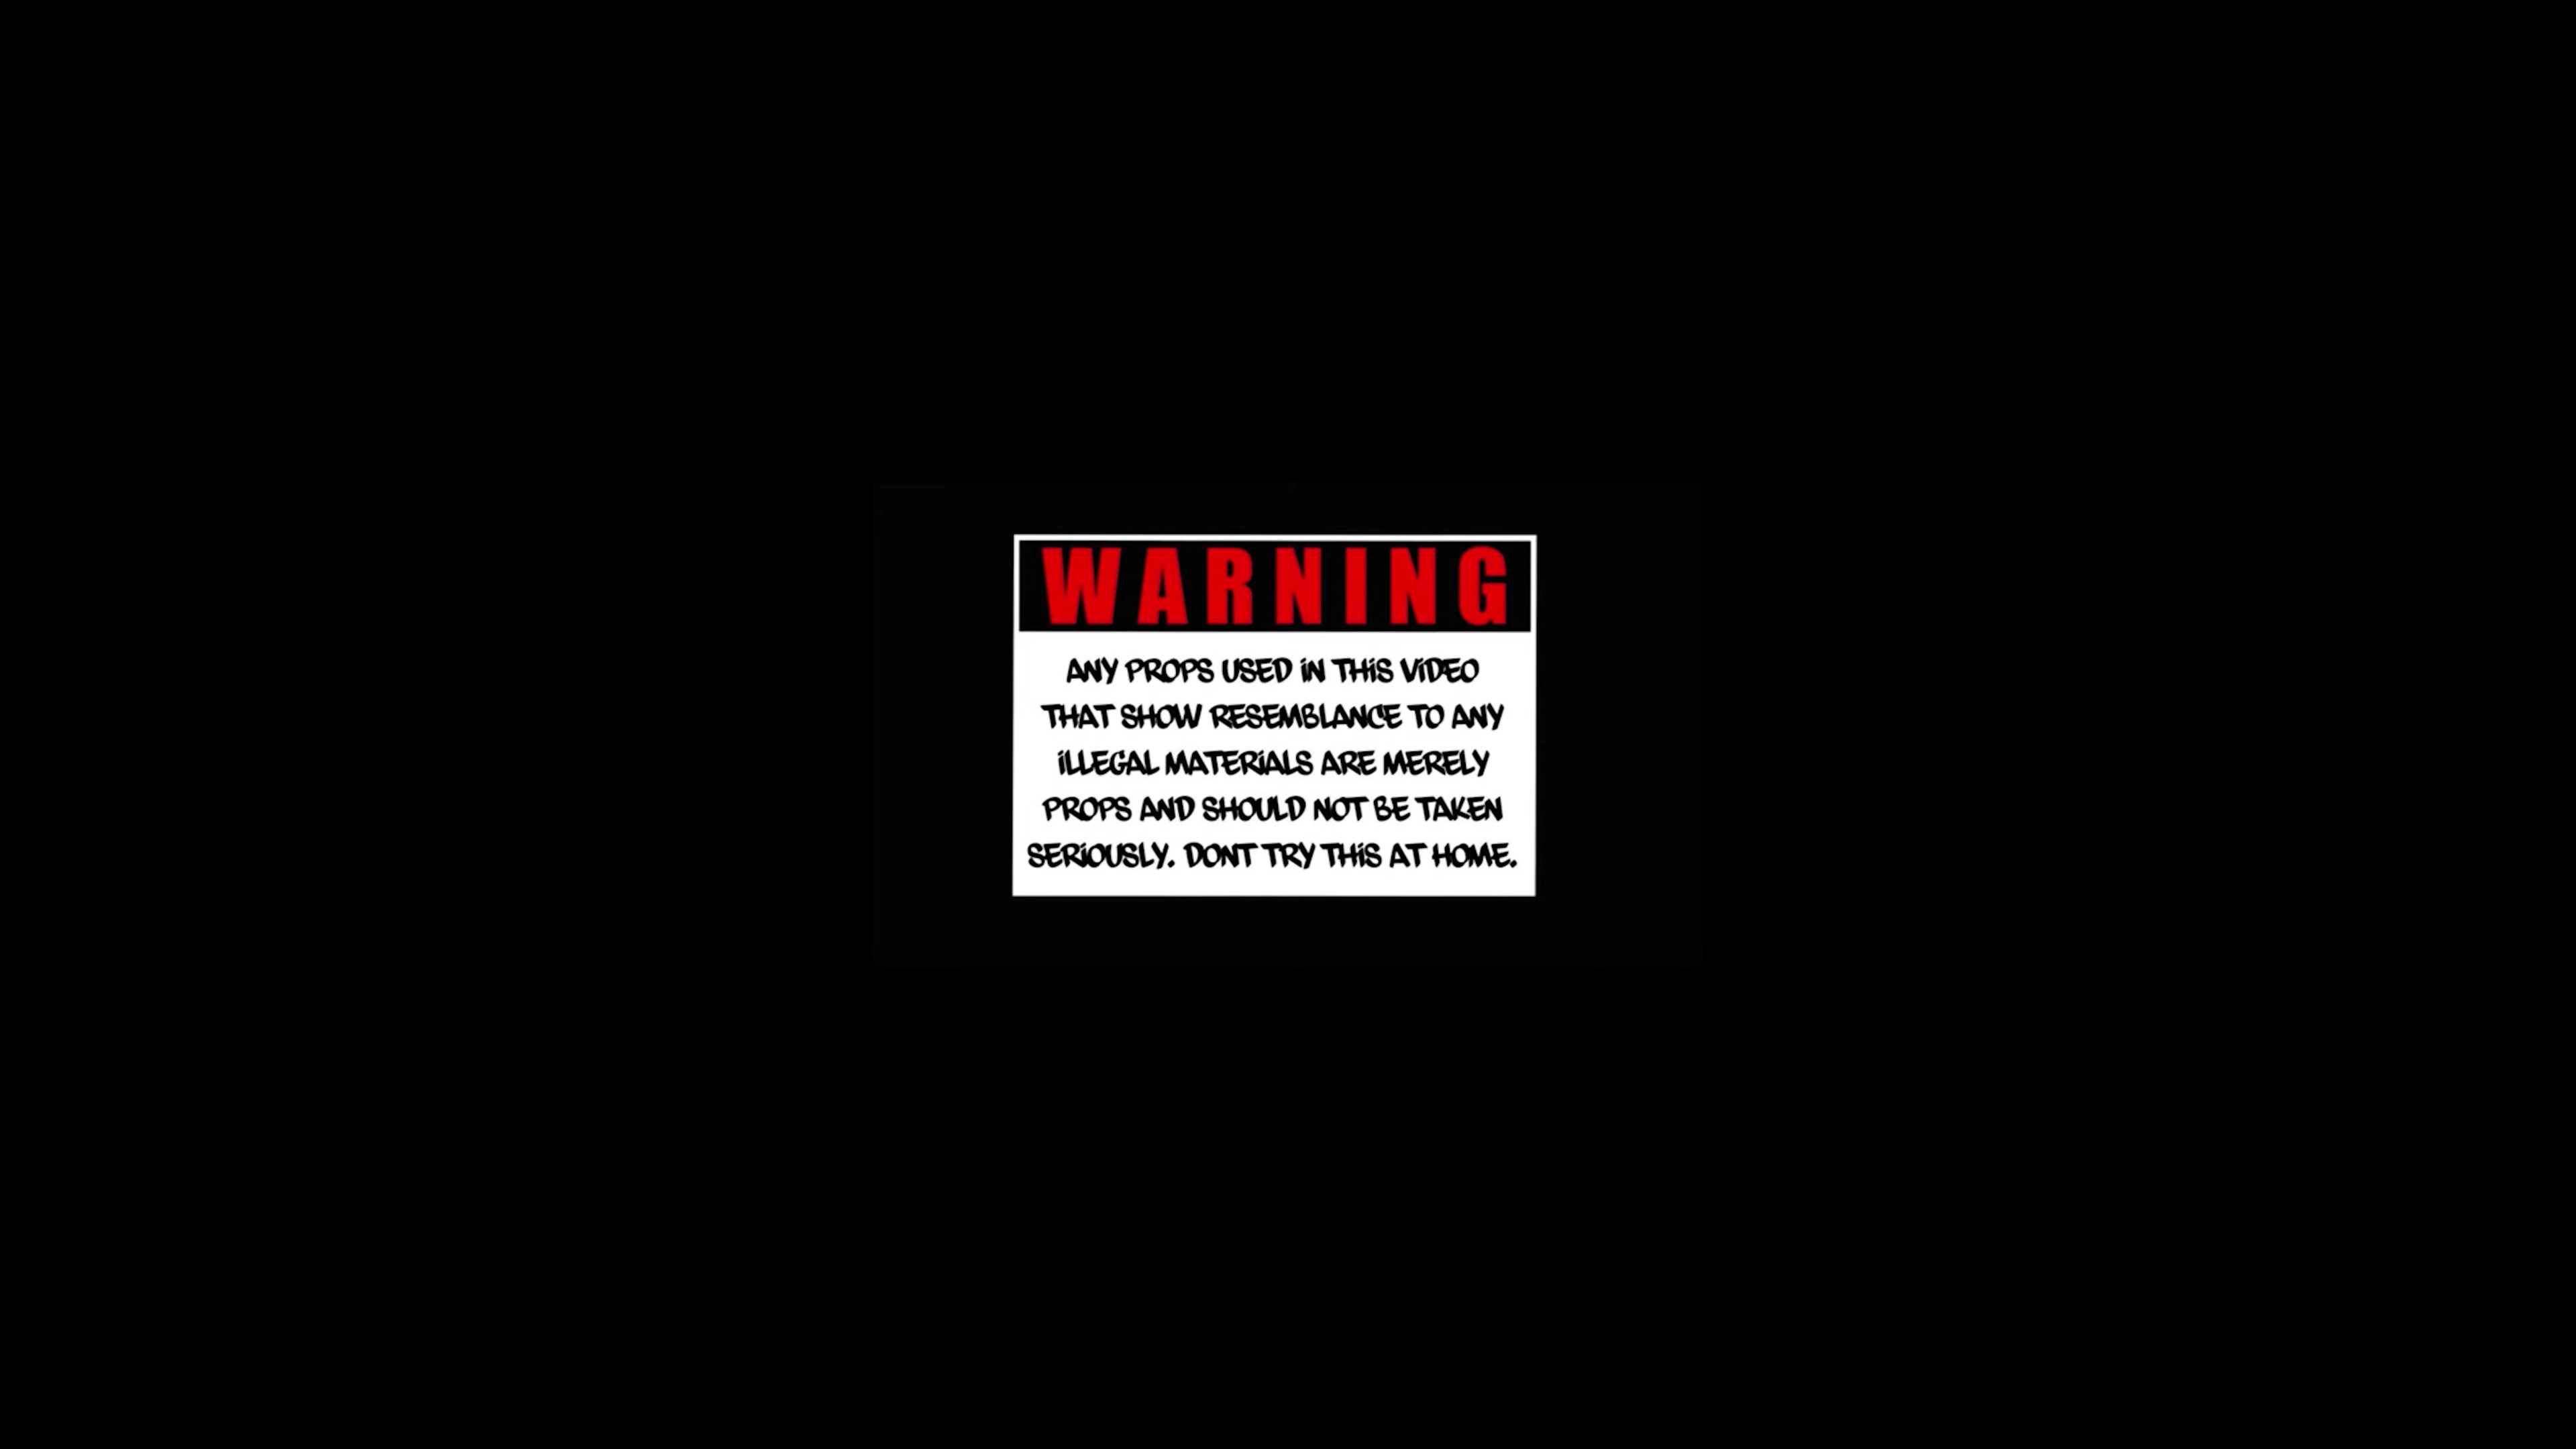 WARNING
ANY PROPS USED iN THiS ViDEO
THAT SHOW RESEMBLANCE TO ANY
iLLEGAL MATERiALS ARE MERELY
PROPS AND SHOULD NOT BE TAKEN
SERiOUSLY. DONT TRY THiS AT HOME.